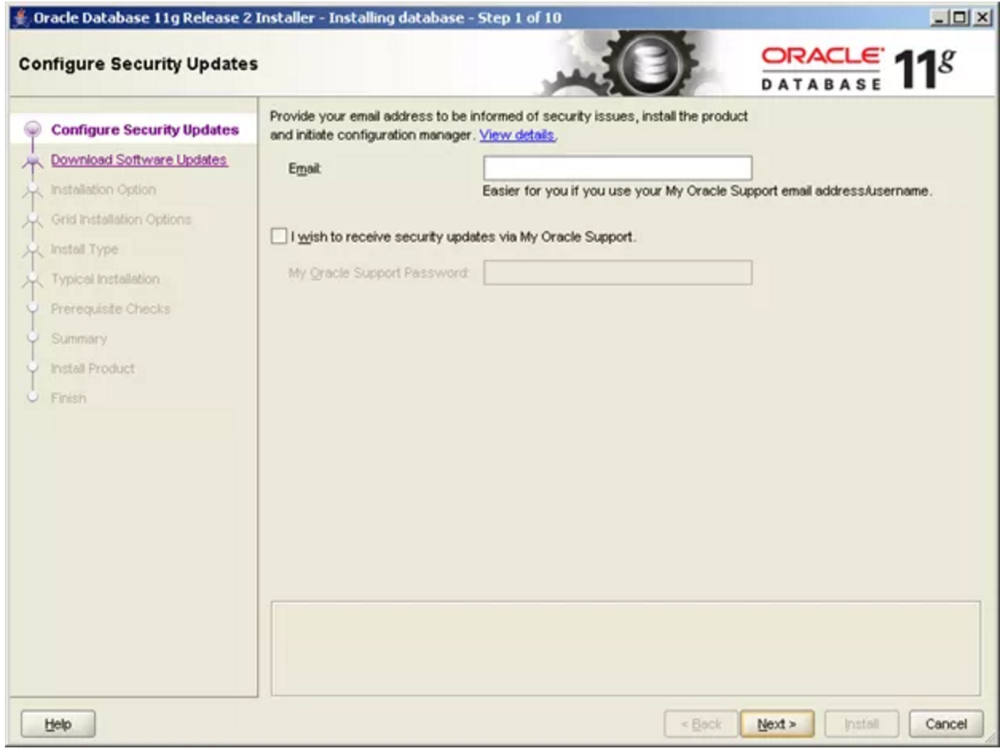 Oracle Database 11g Release 2 Installer - Installing database - Step 1 of 10
Configure Security Updates
ORACLE
DATABASE
11g
Configure Security Updates
Download Software Updates
Installation Option
Grid Installation Options
Install Type
Typical Installation
Prerequisite Checks
Summary
Install Product
Finish
Provide your email address to be informed of security issues, install the product
and initiate configuration manager. View details.
Email:
Easier for you if you use your My Oracle Support email address/username.
I wish to receive security updates via My Oracle Support.
My Oracle Support Password:
Help
< Back
Next >
Install
Cancel